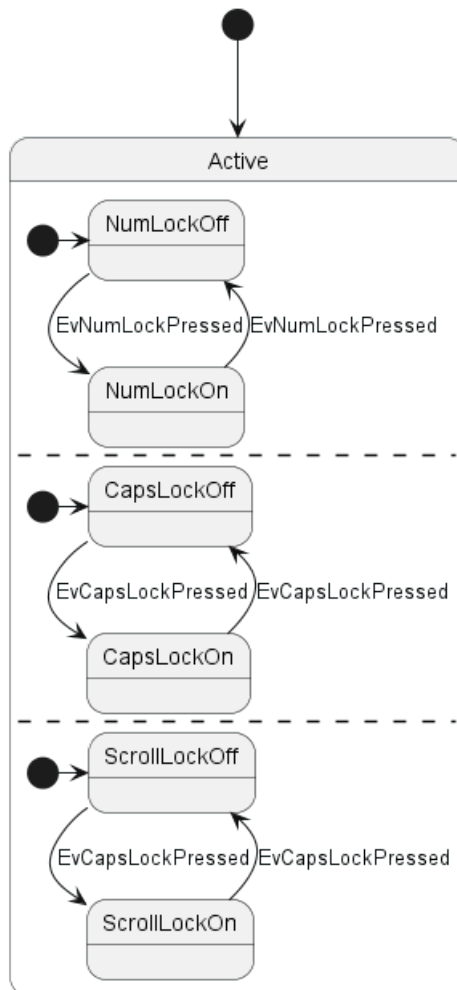 Active
NumLockOff
EvNumLockPressed EvNumLockPressed
NumLockOn
CapsLockOff
EvCapsLockPressed EvCapsLockPressed
CapsLockOn
ScrollLockOff
EvCapsLockPressed EvCapsLockPressed
ScrollLockOn